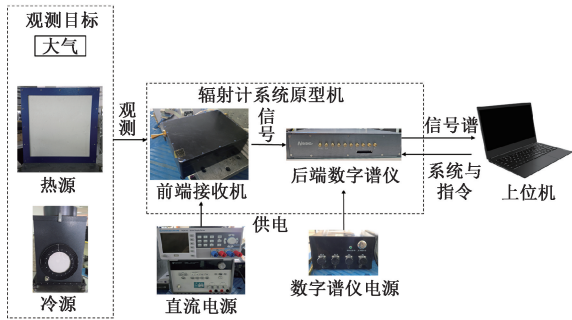 观测目标
大气
热源
冷源
观测
辐射计系统原型机
前端接收机
信号
后端数字谱仪
供电
直流电源
数字谱仪电源
信号谱
系统与
指令
上位机